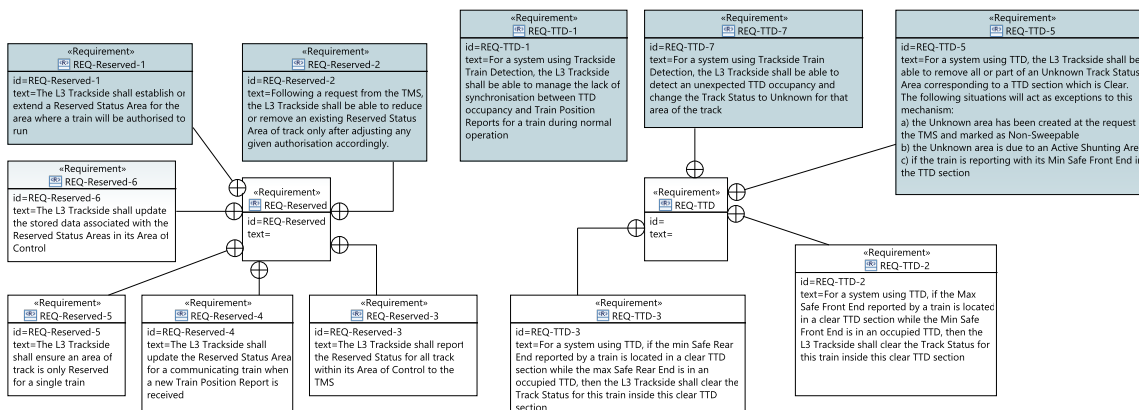 «Requirement»
REQ-Reserved-1
id=REQ-Reserved-1
text=The L3 Trackside shall establish or
extend a Reserved Status Area for the
area where a train will be authorised to
run
«Requirement»
REQ-Reserved-2
id=REQ-Reserved-2
text=Following a request from the TMS,
the L3 Trackside shall be able to reduce
or remove an existing Reserved Status
Area of track only after adjusting any
given authorisation accordingly.
«Requirement»
REQ-TTD-1
id=REQ-TTD-1
text=For a system using Trackside
Train Detection, the L3 Trackside
shall be able to manage the lack of
synchronisation between TTD
occupancy and Train Position
Reports for a train during normal
operation
«Requirement»
REQ-TTD-7
id=REQ-TTD-7
text=For a system using Trackside Train
Detection, the L3 Trackside shall be able to
detect an unexpected TTD occupancy and
change the Track Status to Unknown for that
area of the track
«Requirement»
REQ-TTD-5
id=REQ-TTD-5
text=For a system using TTD, the L3 Trackside shall be
able to remove all or part of an Unknown Track Status
Area corresponding to a TTD section which is Clear.
The following situations will act as exceptions to this
mechanism:
a) the Unknown area has been created at the request
the TMS and marked as Non-Sweepable
b) the Unknown area is due to an Active Shunting Are
c) if the train is reporting with its Min Safe Front End in
the TTD section
«Requirement»
REQ-Reserved-6
id=REQ-Reserved-6
text=The L3 Trackside shall update
the stored data associated with the
Reserved Status Areas in its Area of
Control
«Requirement»
REQ-Reserved
id=REQ-Reserved
text=
«Requirement»
REQ-TTD
id=
text=
«Requirement»
REQ-TTD-2
id=REQ-TTD-2
text=For a system using TTD, if the Max
Safe Front End reported by a train is located
in a clear TTD section while the Min Safe
Front End is in an occupied TTD, then the
L3 Trackside shall clear the Track Status for
this train inside this clear TTD section
«Requirement»
REQ-Reserved-5
id=REQ-Reserved-5
text=The L3 Trackside
shall ensure an area of
track is only Reserved
for a single train
«Requirement»
REQ-Reserved-4
id=REQ-Reserved-4
text=The L3 Trackside shall
update the Reserved Status Area
for a communicating train when
a new Train Position Report is
received
«Requirement»
REQ-Reserved-3
id=REQ-Reserved-3
text=The L3 Trackside shall report
the Reserved Status for all track
within its Area of Control to the
TMS
«Requirement»
REQ-TTD-3
id=REQ-TTD-3
text=For a system using TTD, if the min Safe Rear
End reported by a train is located in a clear TTD
section while the max Safe Rear End is in an
occupied TTD, then the L3 Trackside shall clear the
Track Status for this train inside this clear TTD
section